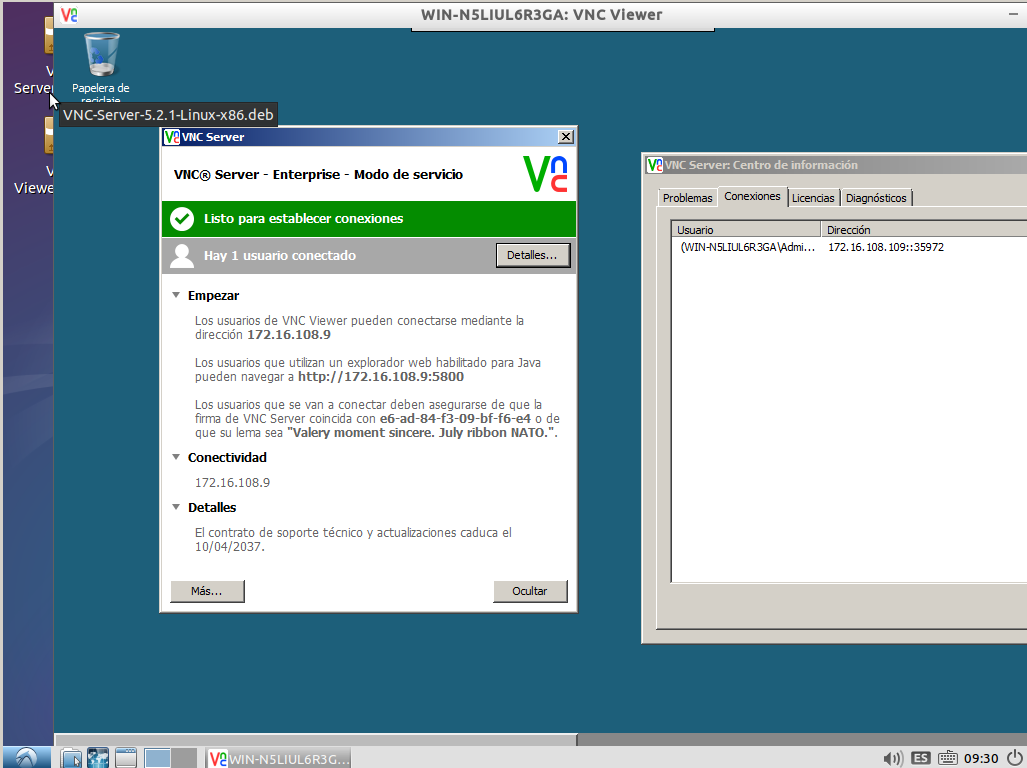 WIN-N5LIUL6R3GA: VNC Viewer
V
Server
VNC-Server-5.2.1-Linux-x86.deb
V
Viewe
Papelera de
reciclaje
VNC Server
VNC® Server - Enterprise - Modo de servicio
Listo para establecer conexiones
Hay 1 usuario conectado
Detalles...
Empezar
Los usuarios de VNC Viewer pueden conectarse mediante la
dirección 172.16.108.9
Los usuarios que utilizan un explorador web habilitado para Java
pueden navegar a http://172.16.108.9:5800
Los usuarios que se van a conectar deben asegurarse de que la
firma de VNC Server coincida con e6-ad-84-f3-09-bf-f6-e4 o de
que su lema sea "Valery moment sincere. July ribbon NATO.".
Conectividad
172.16.108.9
Detalles
El contrato de soporte técnico y actualizaciones caduca el
10/04/2037.
Más...
Ocultar
VNC Server: Centro de información
Problemas Conexiones Licencias Diagnósticos
Usuario Dirección
(WIN-N5LIUL6R3GA\Admi... 172.16.108.109::35972
WIN-N5LIUL6R3G...
ES
09:30